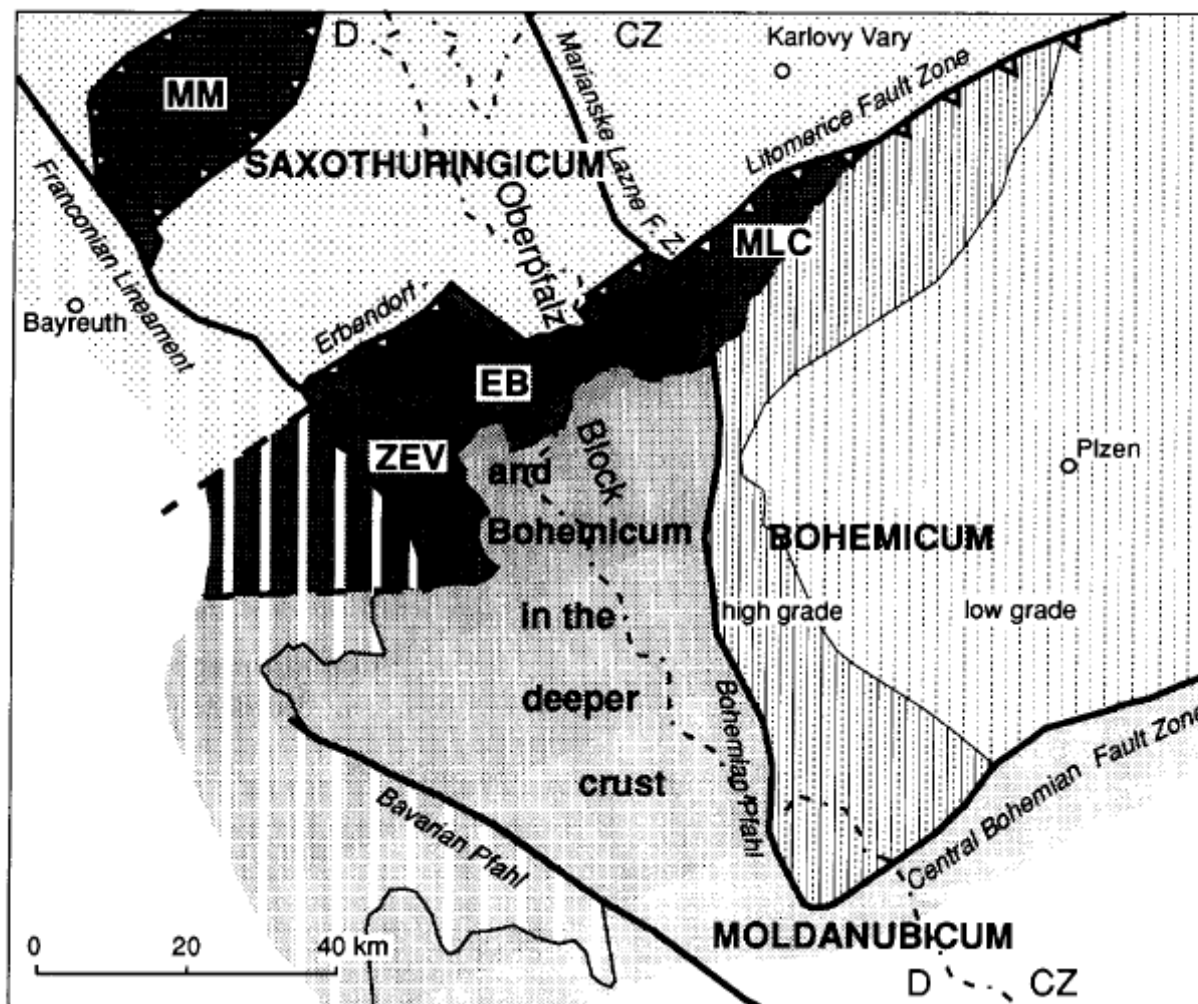 D
CZ
Karlovy Vary
MM
Marianske Lazne F. Z.
Litomerice Fault Zone
SAXOTHURINGICUM
Franconian Lineament
Oberpfalz
MLC
Bayreuth
Erbendorf -
EB
Block
ZEV
and
Plzen
Bohemicum
BOHEMICUM
in the
high grade
low grade
deeper
Bohemian Pfahl
crust
Central Bohemian Fault Zone
Bavarian Pfahl
MOLDANUBICUM
0 20 40 km
D
CZ